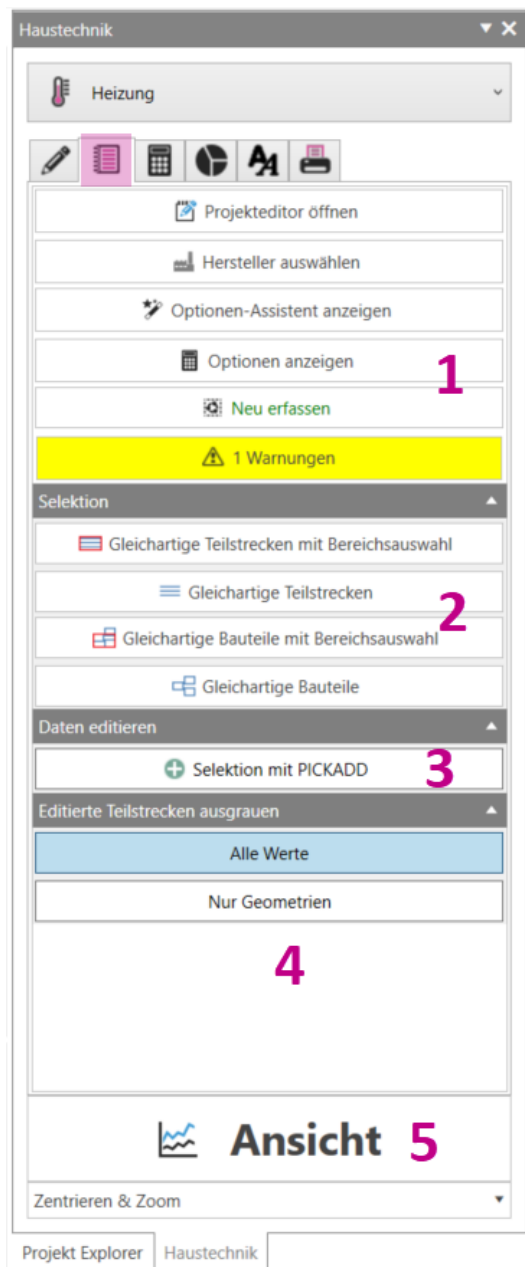 Haustechnik
Heizung
Projekteditor öffnen
Hersteller auswählen
Optionen-Assistent anzeigen
Optionen anzeigen
1
Neu erfassen
1 Warnungen
Selektion
Gleichartige Teilstrecken mit Bereichsauswahl
Gleichartige Teilstrecken
2
Gleichartige Bauteile mit Bereichsauswahl
Gleichartige Bauteile
Daten editieren
Selektion mit PICKADD
3
Editierte Teilstrecken ausgrauen
Alle Werte
Nur Geometrien
4
Ansicht 5
Zentrieren & Zoom
Projekt Explorer Haustechnik